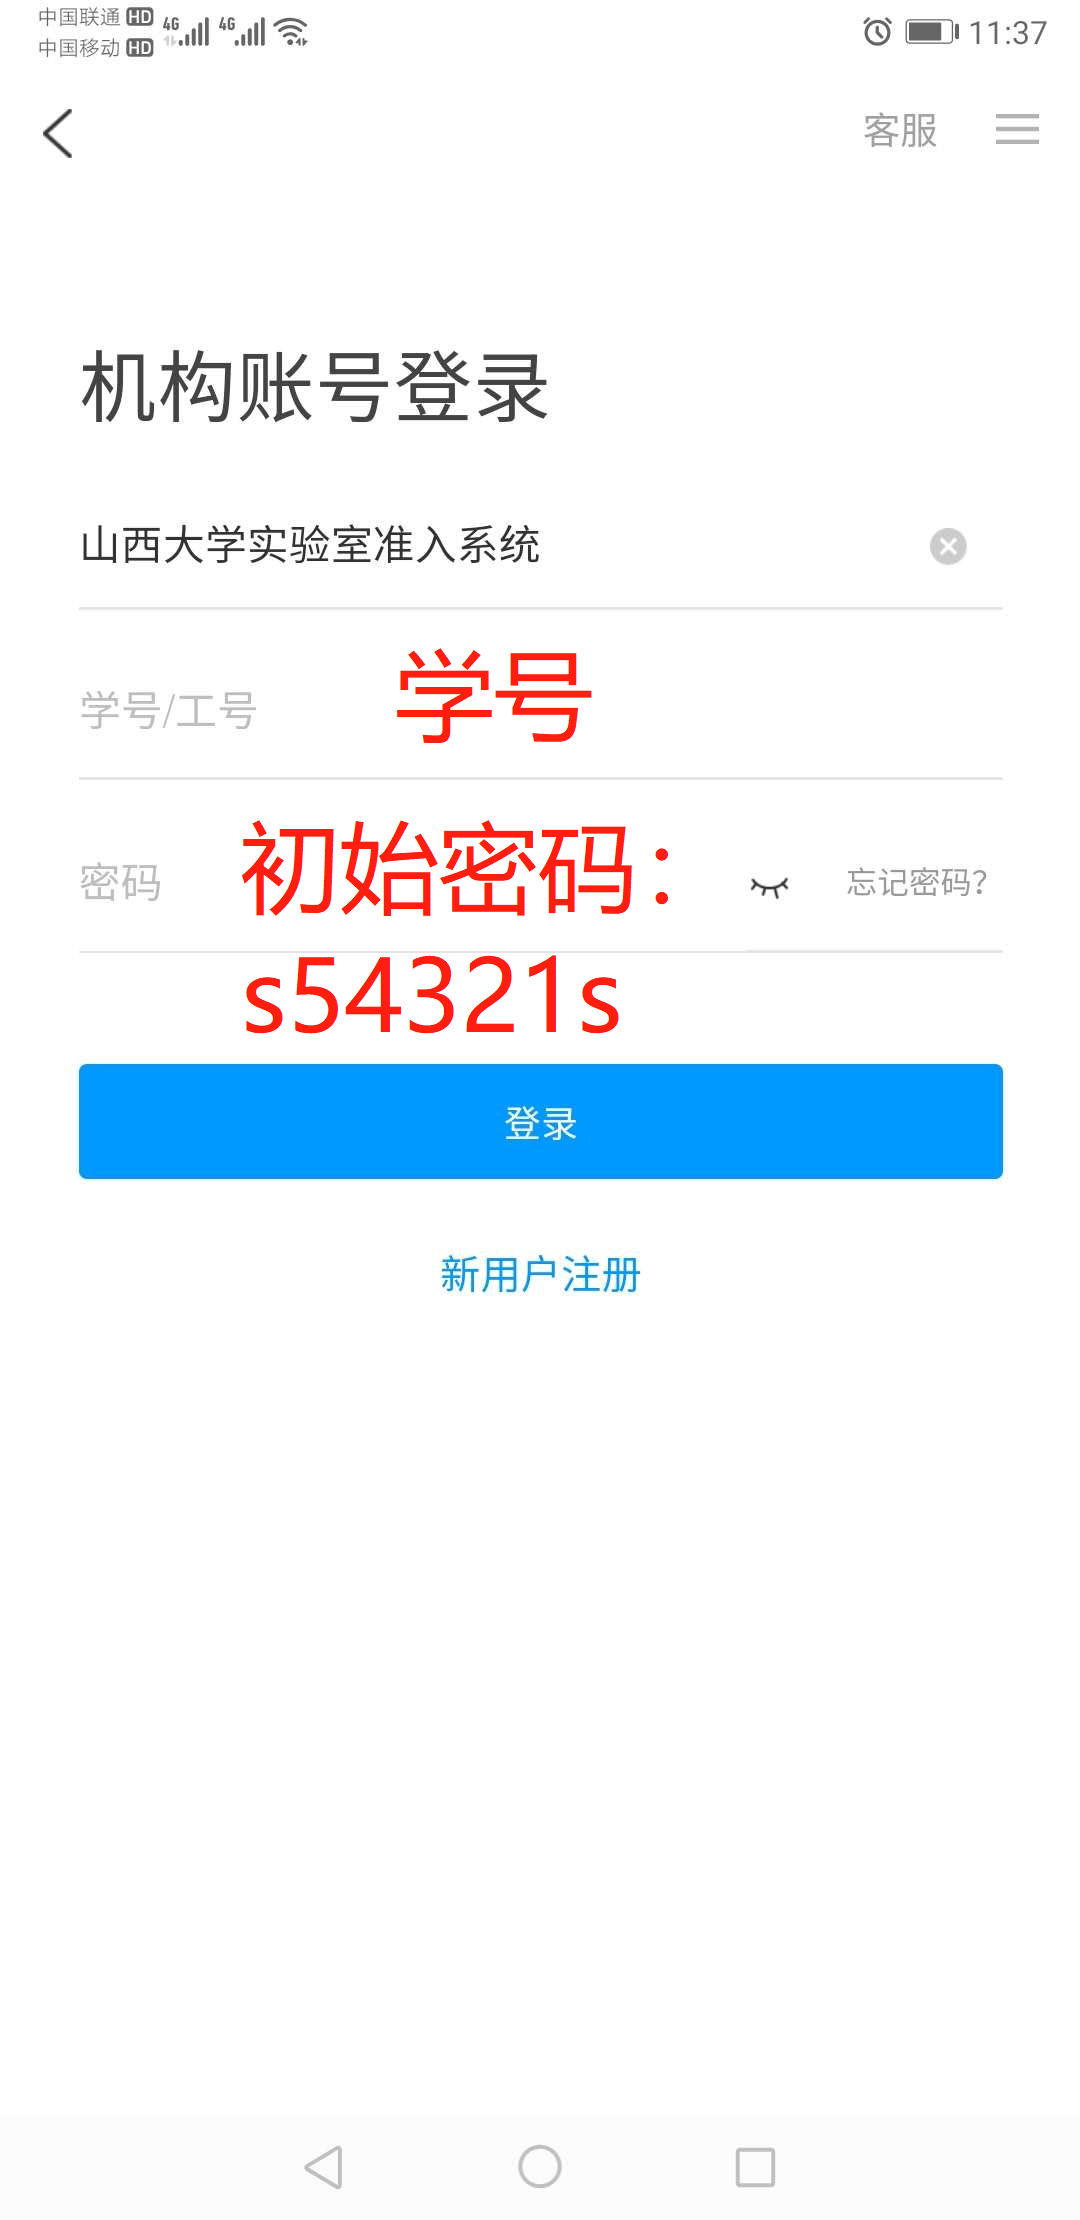 中国联通 HD 4G 4G
中国移动 HD
11:37
客服
机构账号登录
山西大学实验室准入系统
学号/工号
学号
密码
初始密码：
s54321s
忘记密码?
登录
新用户注册